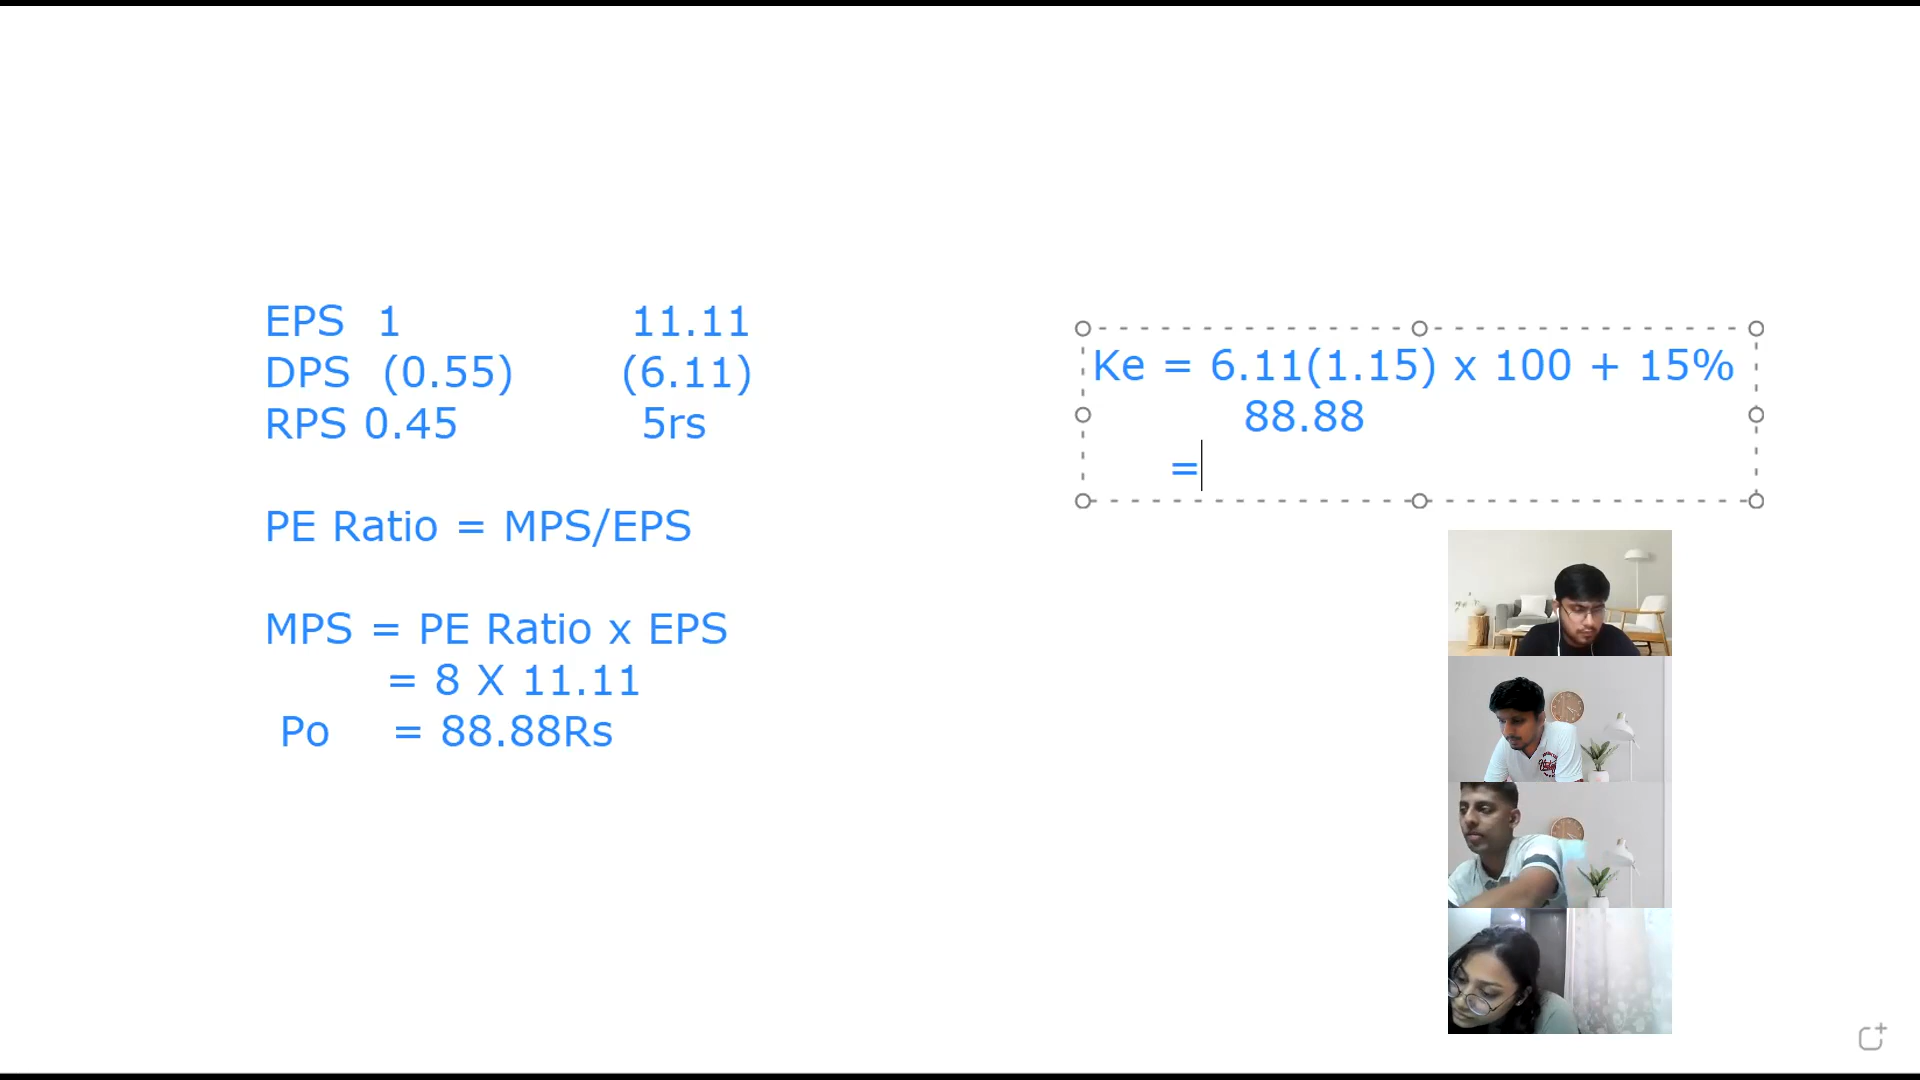 EPS 1 11.11
DPS (0.55) (6.11)
RPS 0.45 5rs
PE Ratio = MPS/EPS
MPS = PE Ratio x EPS
= 8 X 11.11
Po = 88.88Rs
Ke = 6.11(1.15) x 100 + 15%
88.88
=